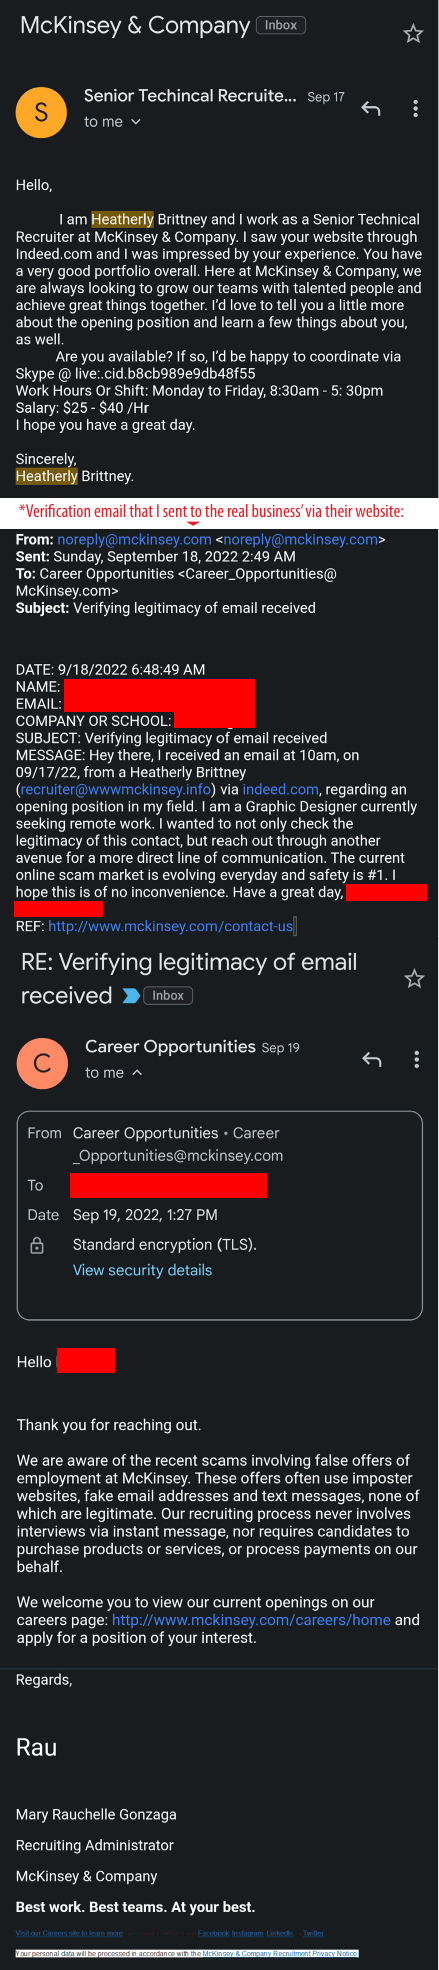 McKinsey & Company Inbox
S
Senior Techincal Recruite... Sep 17
to me
Hello,
I am Heatherly Brittney and I work as a Senior Technical
Recruiter at McKinsey & Company. I saw your website through
Indeed.com and I was impressed by your experience. You have
a very good portfolio overall. Here at McKinsey & Company, we
are always looking to grow our teams with talented people and
achieve great things together. I'd love to tell you a little more
about the opening position and learn a few things about you,
as well.
Are you available? If so, I'd be happy to coordinate via
Skype @ live:.cid.b8cb989e9db48f55
Work Hours Or Shift: Monday to Friday, 8:30am - 5: 30pm
Salary: $25 - $40 /Hr
I hope you have a great day.
Sincerely,
Heatherly Brittney.
*Verification email that I sent to the real business' via their website:
From: noreply@mckinsey.com <noreply@mckinsey.com>
Sent: Sunday, September 18, 2022 2:49 AM
To: Career Opportunities <Career_Opportunities@
McKinsey.com>
Subject: Verifying legitimacy of email received
DATE: 9/18/2022 6:48:49 AM
NAME:
EMAIL:
COMPANY OR SCHOOL:
SUBJECT: Verifying legitimacy of email received
MESSAGE: Hey there, I received an email at 10am, on
09/17/22, from a Heatherly Brittney
(recruiter@wwwmckinsey.info) via indeed.com, regarding an
opening position in my field. I am a Graphic Designer currently
seeking remote work. I wanted to not only check the
legitimacy of this contact, but reach out through another
avenue for a more direct line of communication. The current
online scam market is evolving everyday and safety is #1. I
hope this is of no inconvenience. Have a great day,
REF: http://www.mckinsey.com/contact-us
RE: Verifying legitimacy of email
received Inbox
C
Career Opportunities Sep 19
to me
From Career Opportunities • Career
_Opportunities@mckinsey.com
To
Date Sep 19, 2022, 1:27 PM
Standard encryption (TLS).
View security details
Hello
Thank you for reaching out.
We are aware of the recent scams involving false offers of
employment at McKinsey. These offers often use imposter
websites, fake email addresses and text messages, none of
which are legitimate. Our recruiting process never involves
interviews via instant message, nor requires candidates to
purchase products or services, or process payments on our
behalf.
We welcome you to view our current openings on our
careers page: http://www.mckinsey.com/careers/home and
apply for a position of your interest.
Regards,
Rau
Mary Rauchelle Gonzaga
Recruiting Administrator
McKinsey & Company
Best work. Best teams. At your best.
Visit our Careers site to learn more Facebook Instagram LinkedIn Twitter
Your personal data will be processed in accordance with the McKinsey & Company Recruitment Privacy Notice.